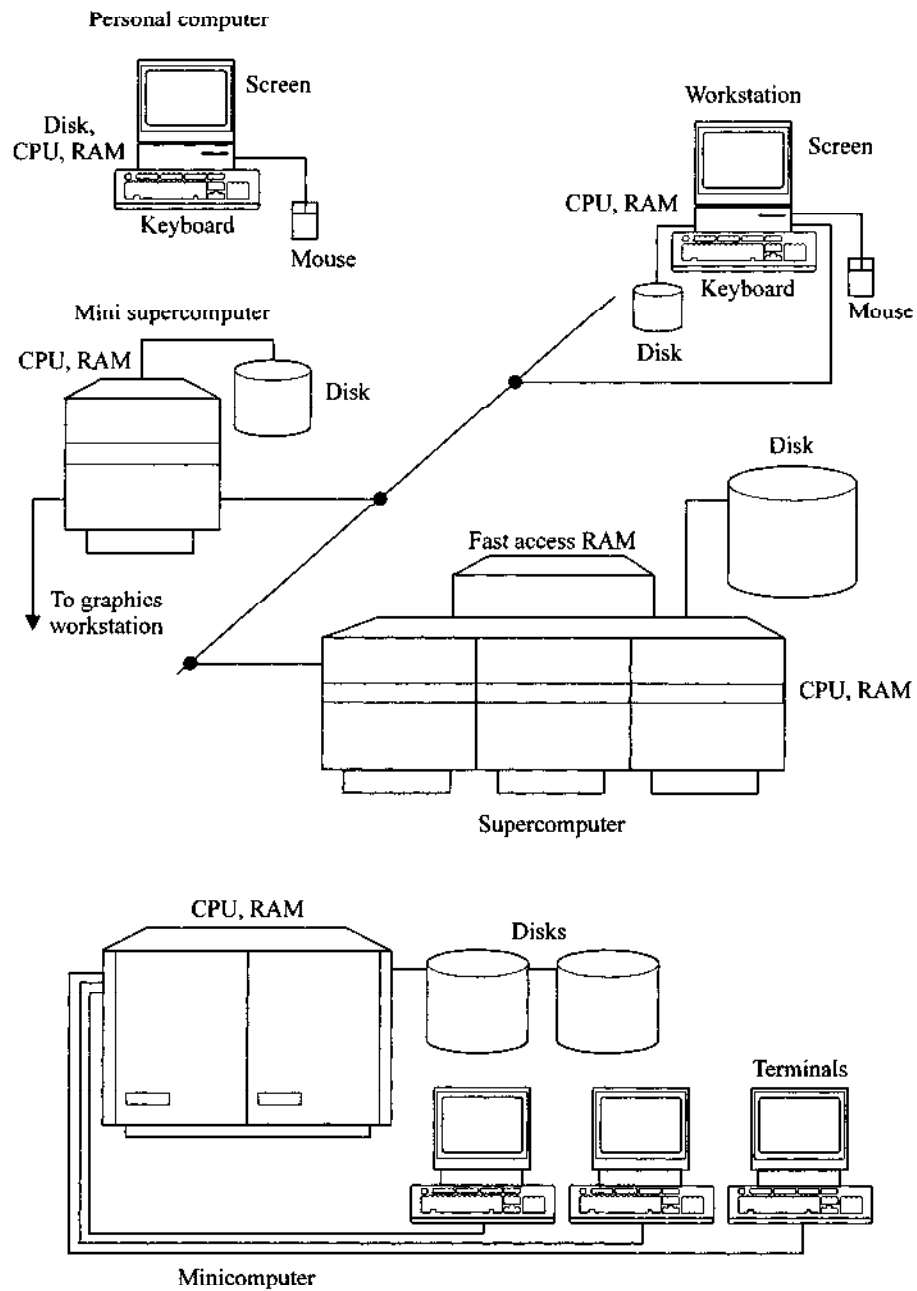 Personal computer
Screen
Disk,
CPU, RAM
Keyboard
Mouse
Workstation
Screen
CPU, RAM
Keyboard
Mouse
Disk
Mini supercomputer
CPU, RAM
Disk
To graphics
workstation
Disk
Fast access RAM
CPU, RAM
Supercomputer
CPU, RAM
Disks
Terminals
Minicomputer